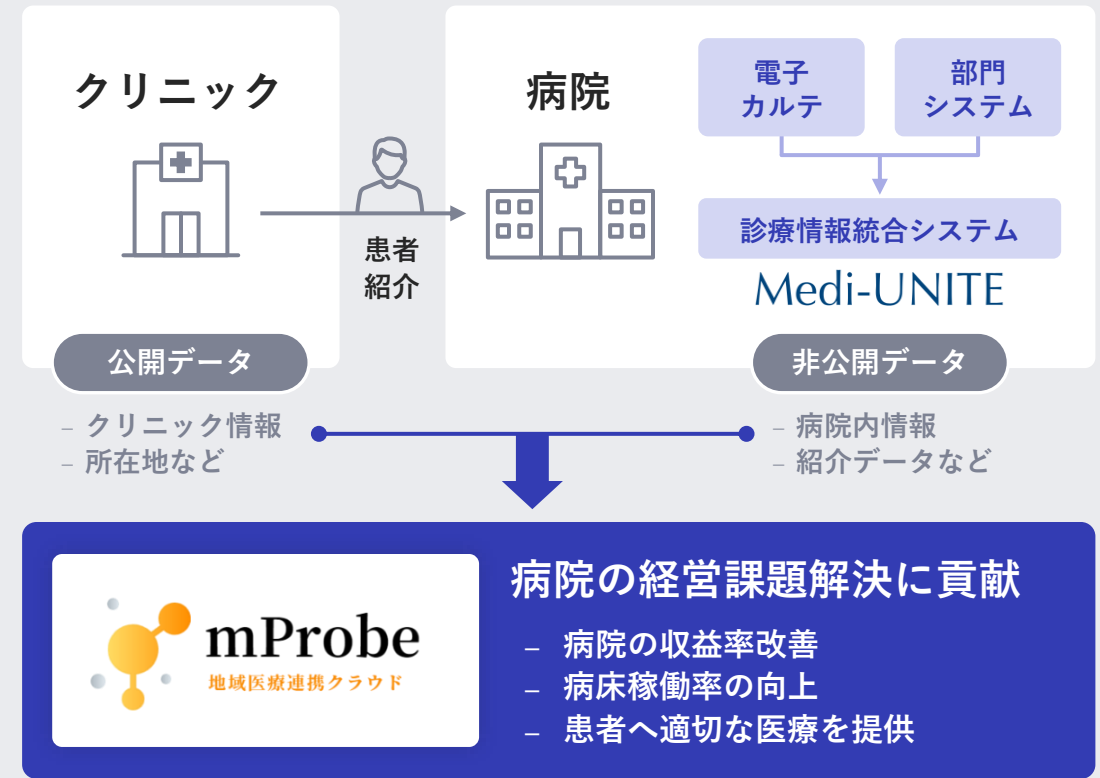 クリニック
患者
紹介
病院
電子
カルテ
部門
システム
診療情報統合システム
Medi-UNITE
公開データ
– クリニック情報
– 所在地など
非公開データ
– 病院内情報
– 紹介データなど
mProbe
地域医療連携クラウド
病院の経営課題解決に貢献
– 病院の収益率改善
– 病床稼働率の向上
– 患者へ適切な医療を提供